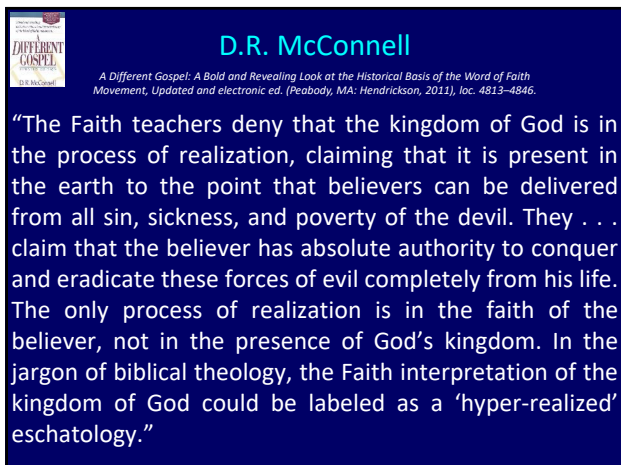 A
DIFFERENT
GOSPEL
D.R. McConnell
D.R. McConnell
A Different Gospel: A Bold and Revealing Look at the Historical Basis of the Word of Faith
Movement, Updated and electronic ed. (Peabody, MA: Hendrickson, 2011), loc. 4813–4846.
“The Faith teachers deny that the kingdom of God is in
the process of realization, claiming that it is present in
the earth to the point that believers can be delivered
from all sin, sickness, and poverty of the devil. They . . .
claim that the believer has absolute authority to conquer
and eradicate these forces of evil completely from his life.
The only process of realization is in the faith of the
believer, not in the presence of God’s kingdom. In the
jargon of biblical theology, the Faith interpretation of the
kingdom of God could be labeled as a ‘hyper-realized’
eschatology.”